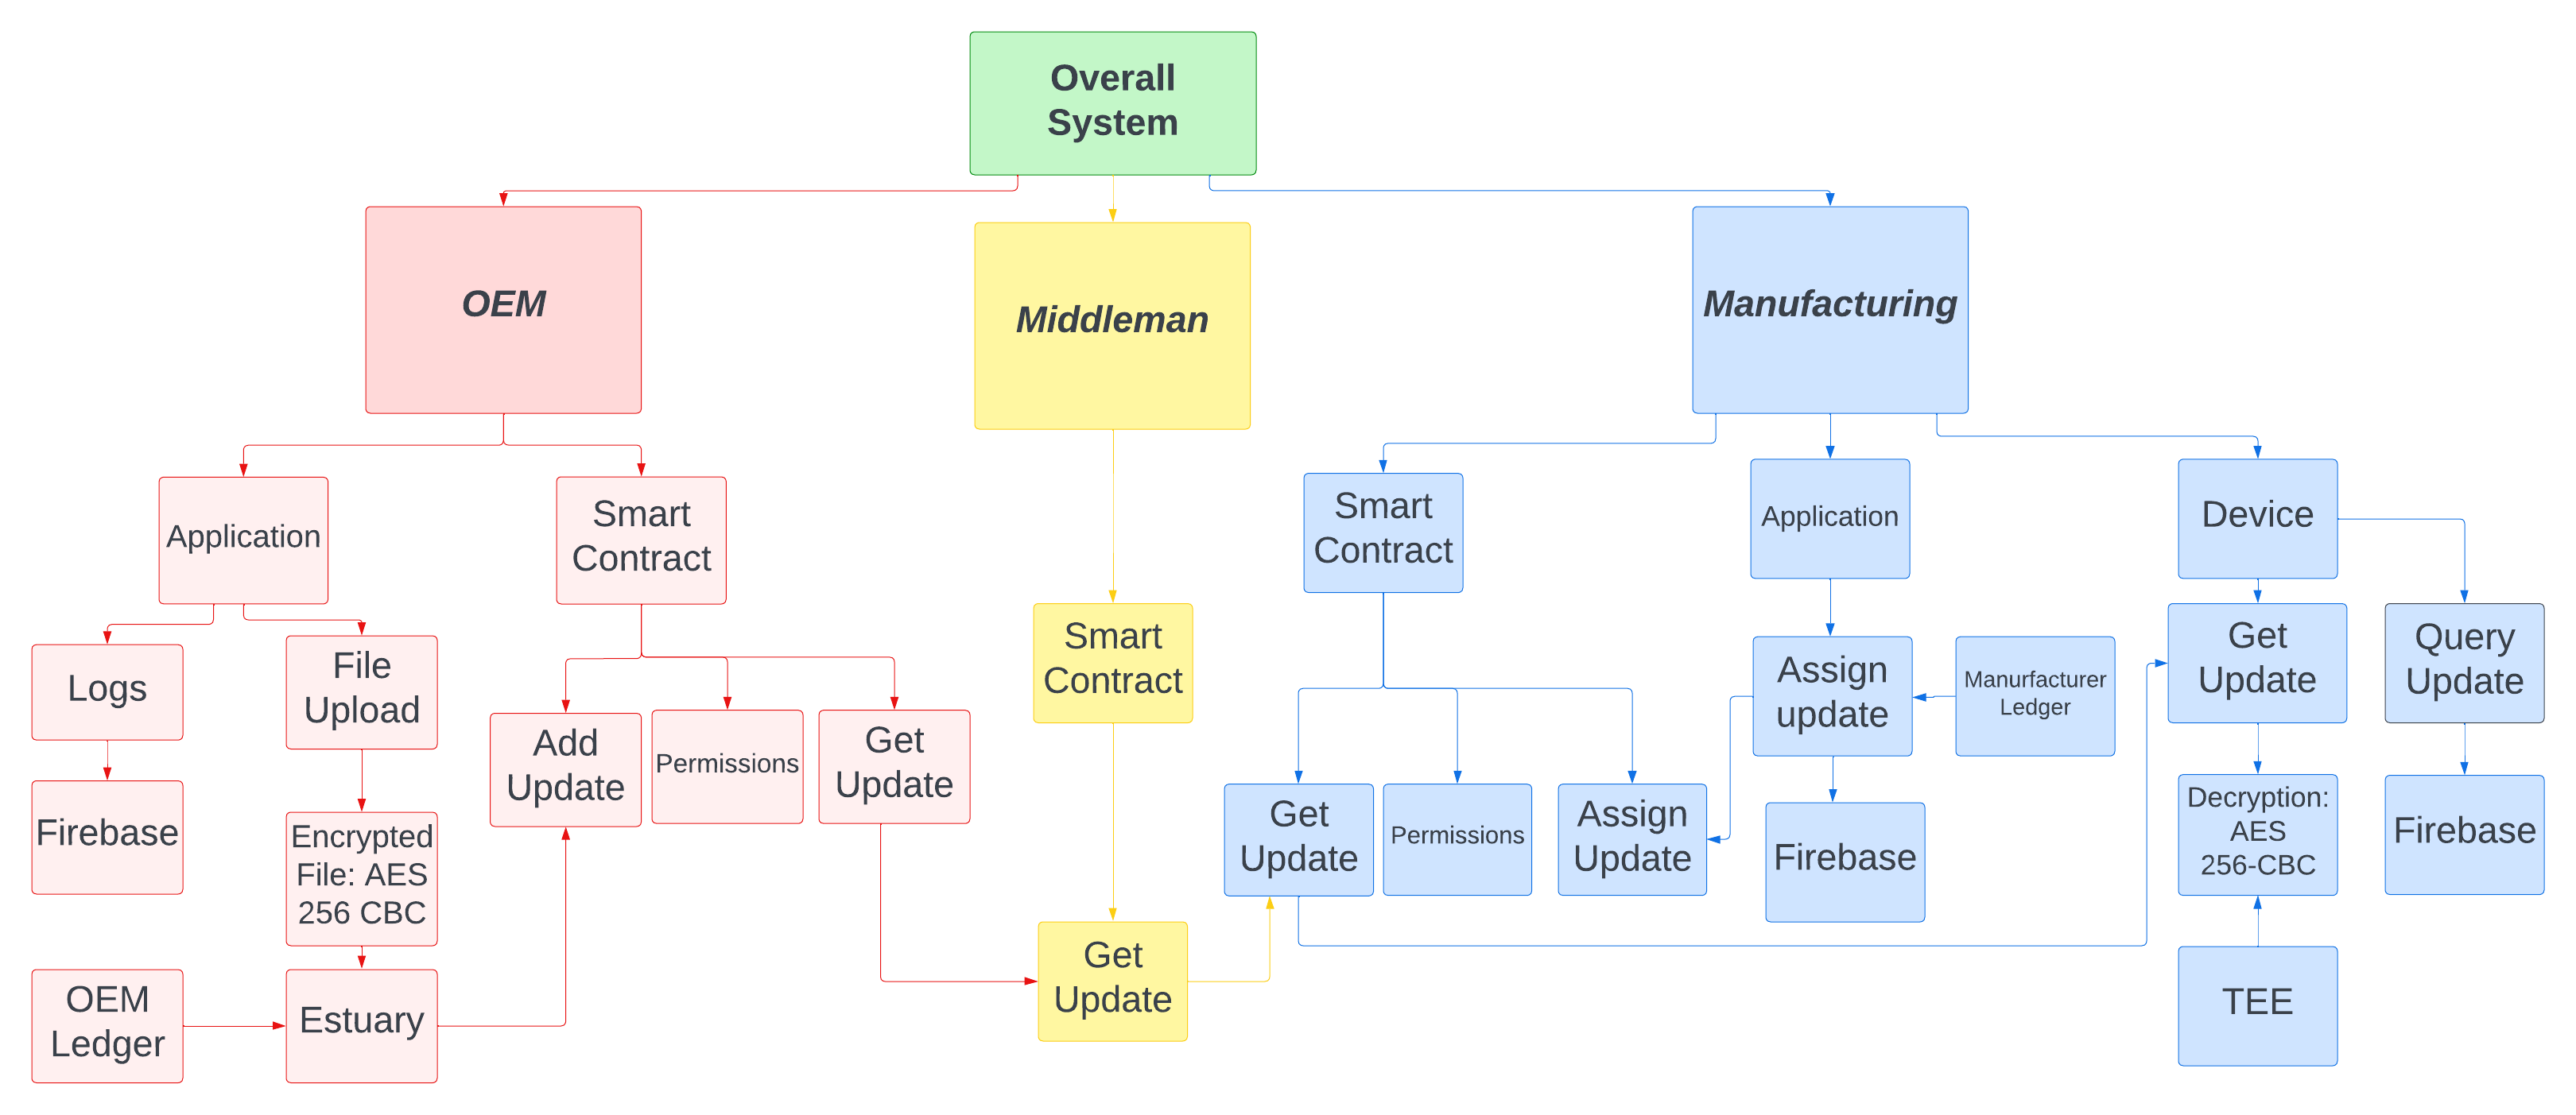 Overall
System
OEM
Middleman
Manufacturing
Application
Smart
Contract
Smart
Contract
Application
Device
Logs
File
Upload
Smart
Contract
Assign
update
Manurfacturer
Ledger
Get
Update
Query
Update
Firebase
Add
Update
Permissions
Get
Update
Get
Update
Permissions
Assign
Update
Firebase
Decryption:
AES
256-CBC
Firebase
Encrypted
File: AES
256 CBC
OEM
Ledger
Estuary
Get
Update
TEE